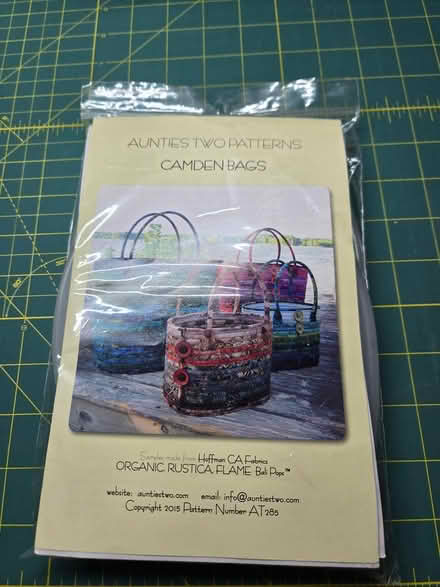 AUNTIES TWO PATTERNS
CAMDEN BAGS
Samples made from Hoffman CA Fabrics
ORGANIC, RUSTICA, FLAME Bali Pops™
website: auntiestwo.com email: info@auntiestwo.com
Copyright 2015 Pattern Number AT285